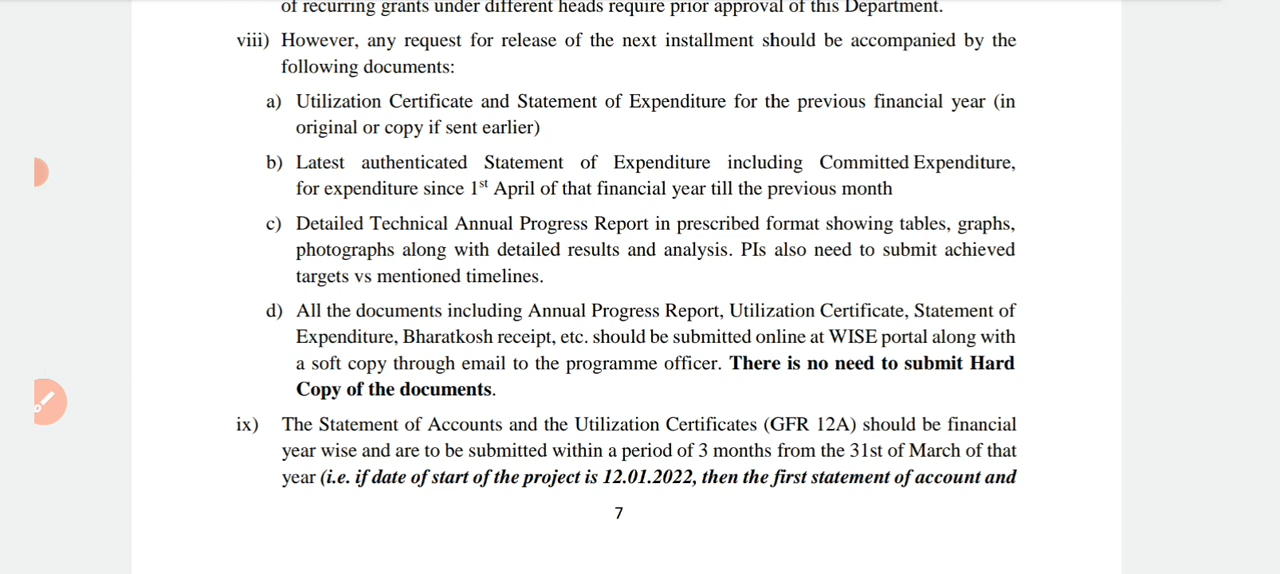 of recurring grants under different heads require prior approval of this Department.
viii) However, any request for release of the next installment should be accompanied by the
following documents:
a) Utilization Certificate and Statement of Expenditure for the previous financial year (in
original or copy if sent earlier)
b) Latest authenticated Statement of Expenditure including Committed Expenditure,
for expenditure since 1st April of that financial year till the previous month
c) Detailed Technical Annual Progress Report in prescribed format showing tables, graphs,
photographs along with detailed results and analysis. PIs also need to submit achieved
targets vs mentioned timelines.
d) All the documents including Annual Progress Report, Utilization Certificate, Statement of
Expenditure, Bharatkosh receipt, etc. should be submitted online at WISE portal along with
a soft copy through email to the programme officer. There is no need to submit Hard
Copy of the documents.
ix) The Statement of Accounts and the Utilization Certificates (GFR 12A) should be financial
year wise and are to be submitted within a period of 3 months from the 31st of March of that
year (i.e. if date of start of the project is 12.01.2022, then the first statement of account and
7